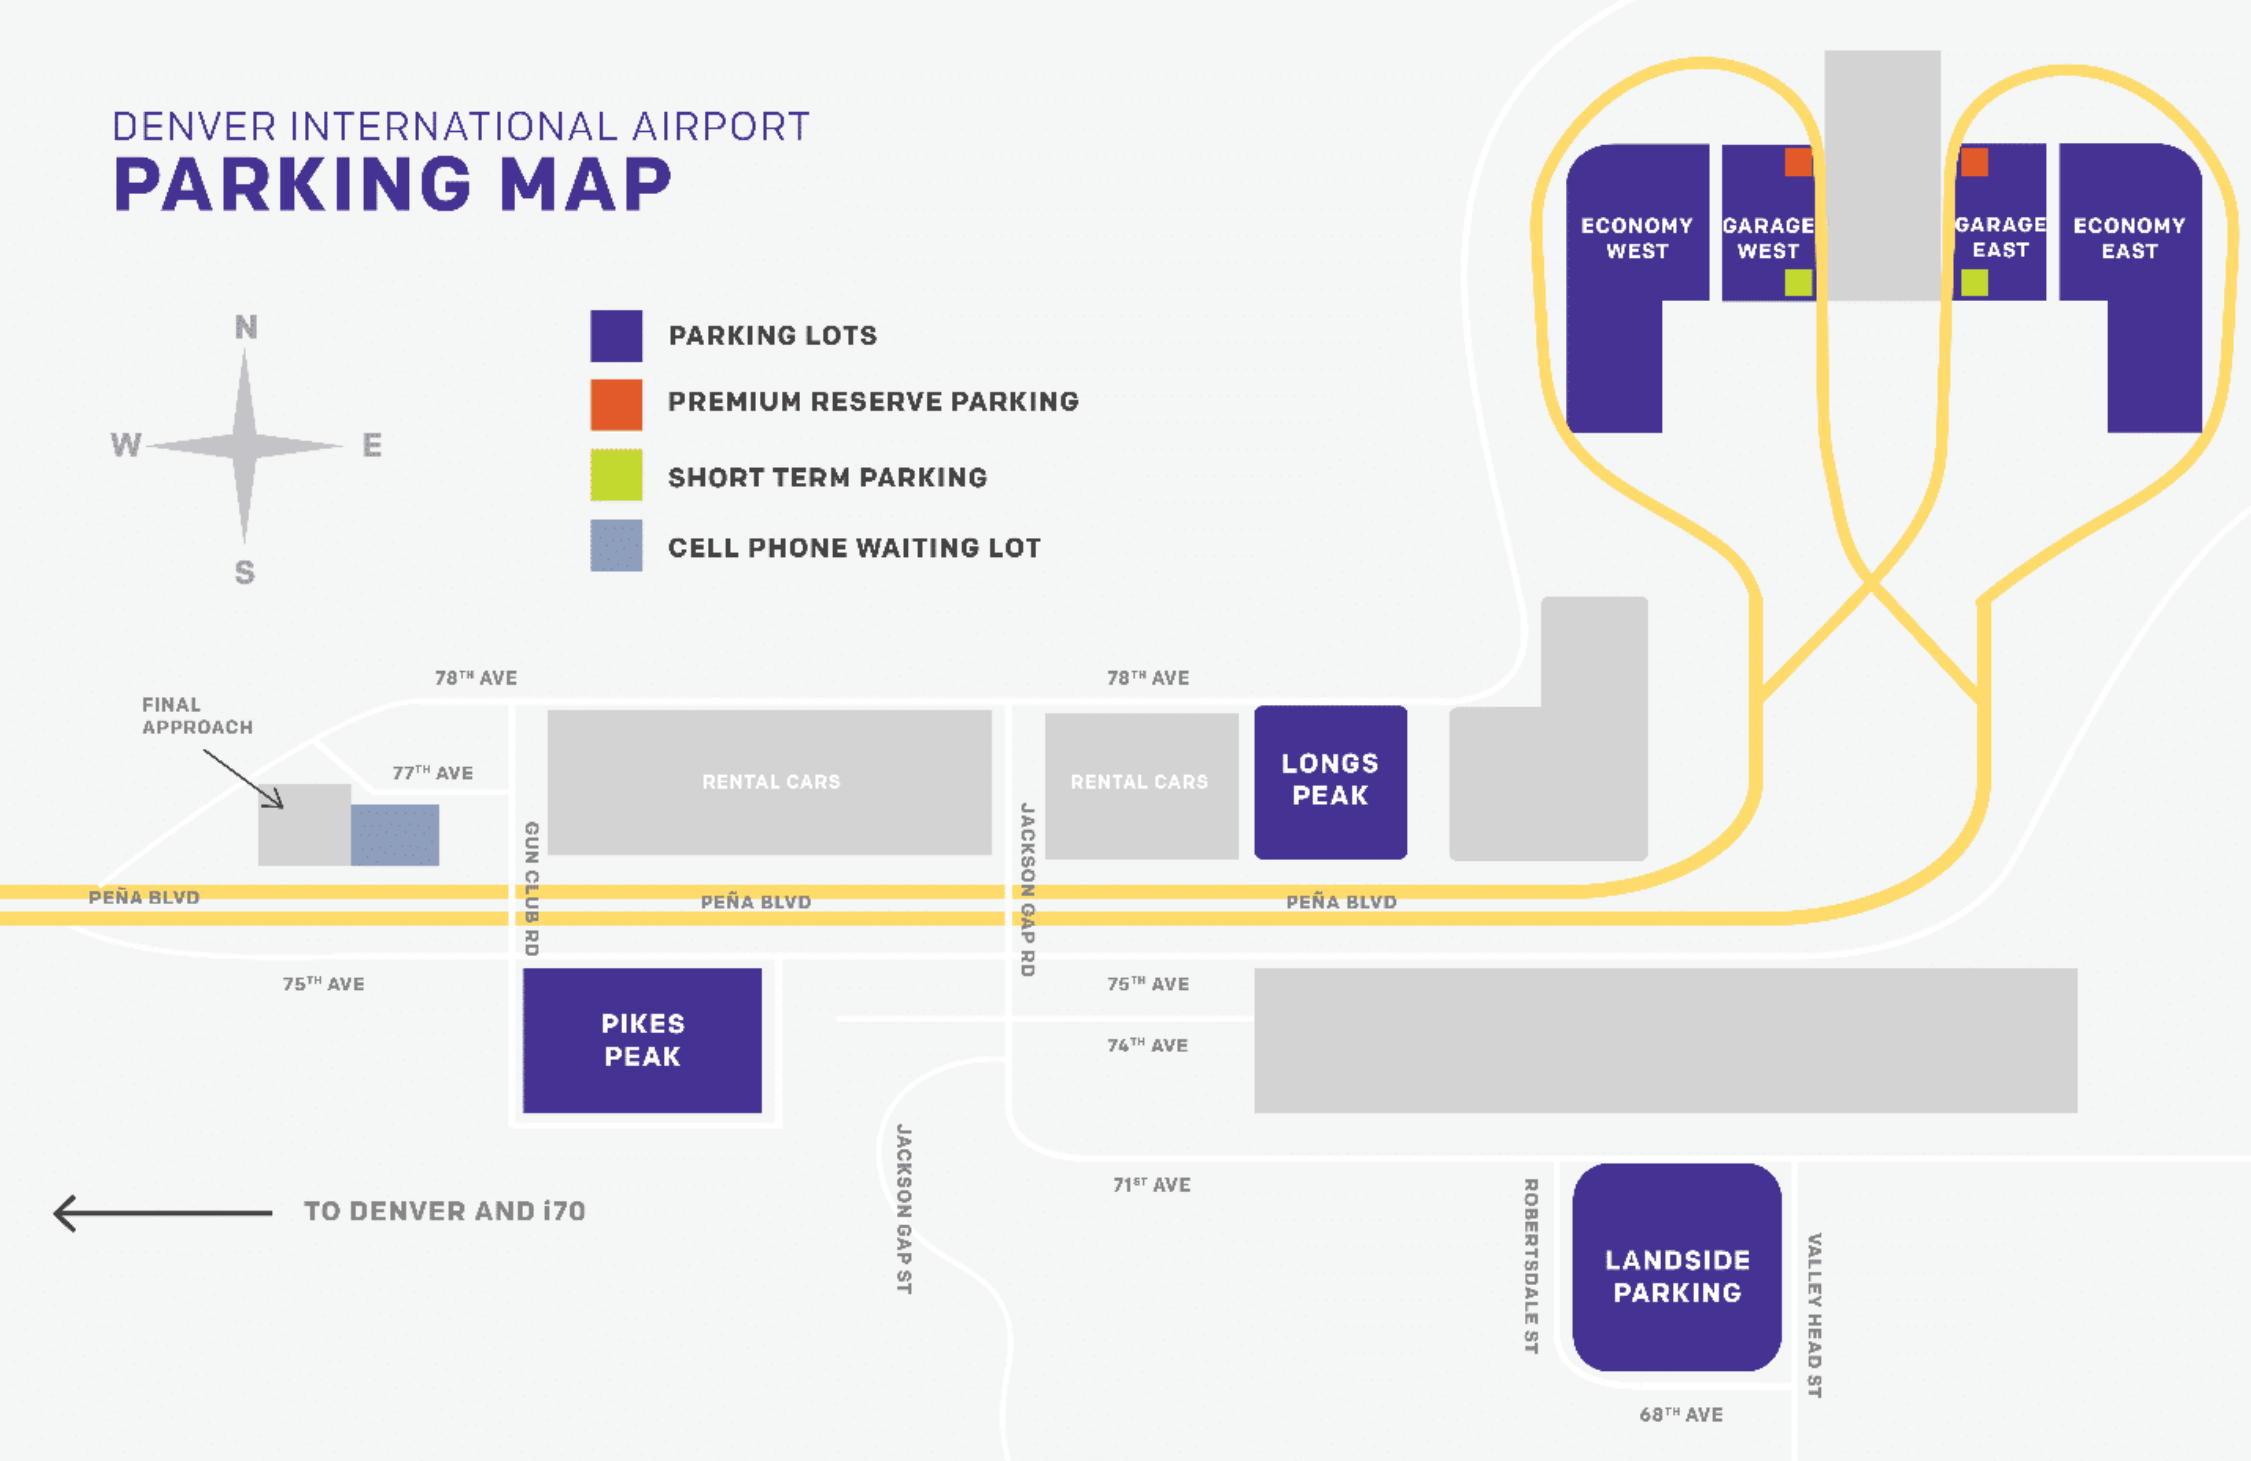 DENVER INTERNATIONAL AIRPORT
PARKING MAP
N
W
E
S
PARKING LOTS
PREMIUM RESERVE PARKING
SHORT TERM PARKING
CELL PHONE WAITING LOT
ECONOMY
WEST
GARAGE
WEST
GARAGE
EAST
ECONOMY
EAST
78TH AVE
78TH AVE
FINAL
APPROACH
77TH AVE
RENTAL CARS
RENTAL CARS
LONGS
PEAK
GUN CLUB RD
JACKSON GAP RD
PEÑA BLVD
PEÑA BLVD
PEÑA BLVD
75TH AVE
75TH AVE
PIKES
PEAK
74TH AVE
JACKSON GAP ST
71ST AVE
TO DENVER AND i70
ROBERTSDALE ST
LANDSIDE
PARKING
VALLEY HEAD ST
68TH AVE